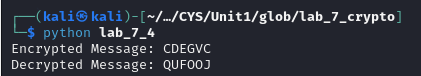 ┌──(kali㉿kali)-[~/…/CYS/Unit1/glob/lab_7_crypto]
└─$ python lab_7_4
Encrypted Message: CDEGVC
Decrypted Message: QUFOOJ